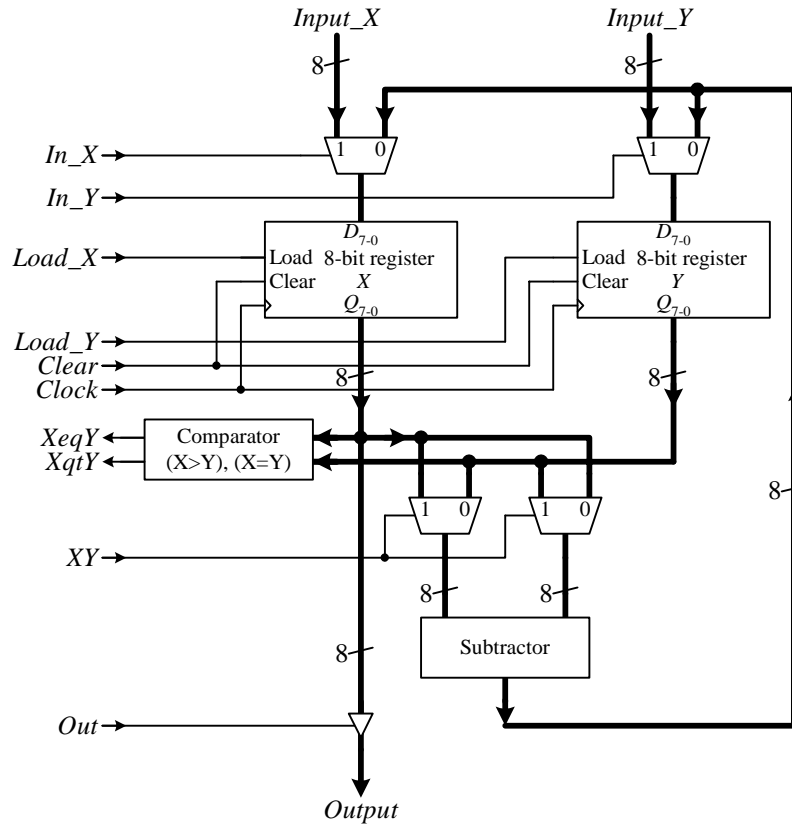 Input_X
Input_Y
8
8
1 0
1 0
In_X
In_Y
D7-0
Load 8-bit register
Clear X
Q7-0
D7-0
Load 8-bit register
Clear Y
Q7-0
Load_X
Load_Y
Clear
Clock
8
8
XeqY
XqtY
Comparator
(X>Y), (X=Y)
1 0
1 0
8
XY
8
8
Subtractor
8
Out
Output